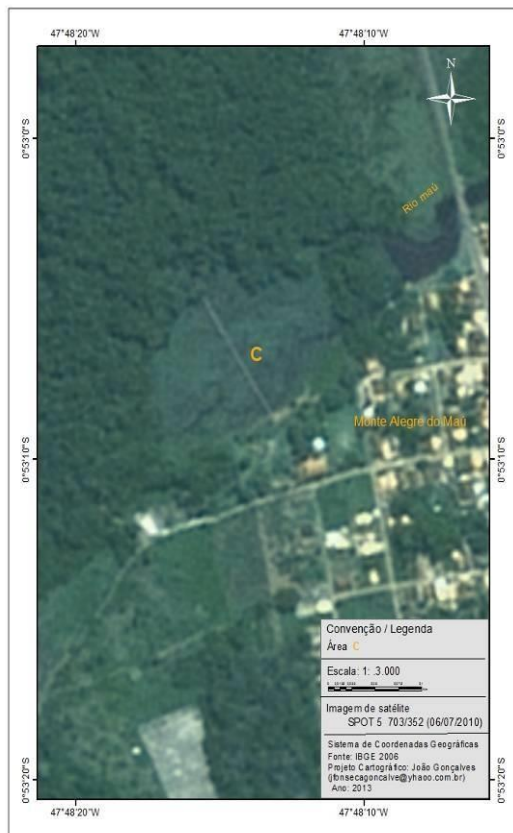 47°48'20"W
47°48'10"W
N
0°53'0"S
0°53'0"S
Rio maú
C
Monte Alegre do Maú
0°53'10"S
0°53'10"S
Convenção / Legenda
Área C
Escala: 1: .3.000
Imagem de satélite
SPOT 5 703/352 (06/07/2010)
Sistema de Coordenadas Geográficas
Fonte: IBGE 2006
Projeto Cartográfico: João Gonçalves
(jfonsecagoncalve@yhaoo.com.br)
Ano: 2013
0°53'20"S
0°53'20"S
47°48'20"W
47°48'10"W